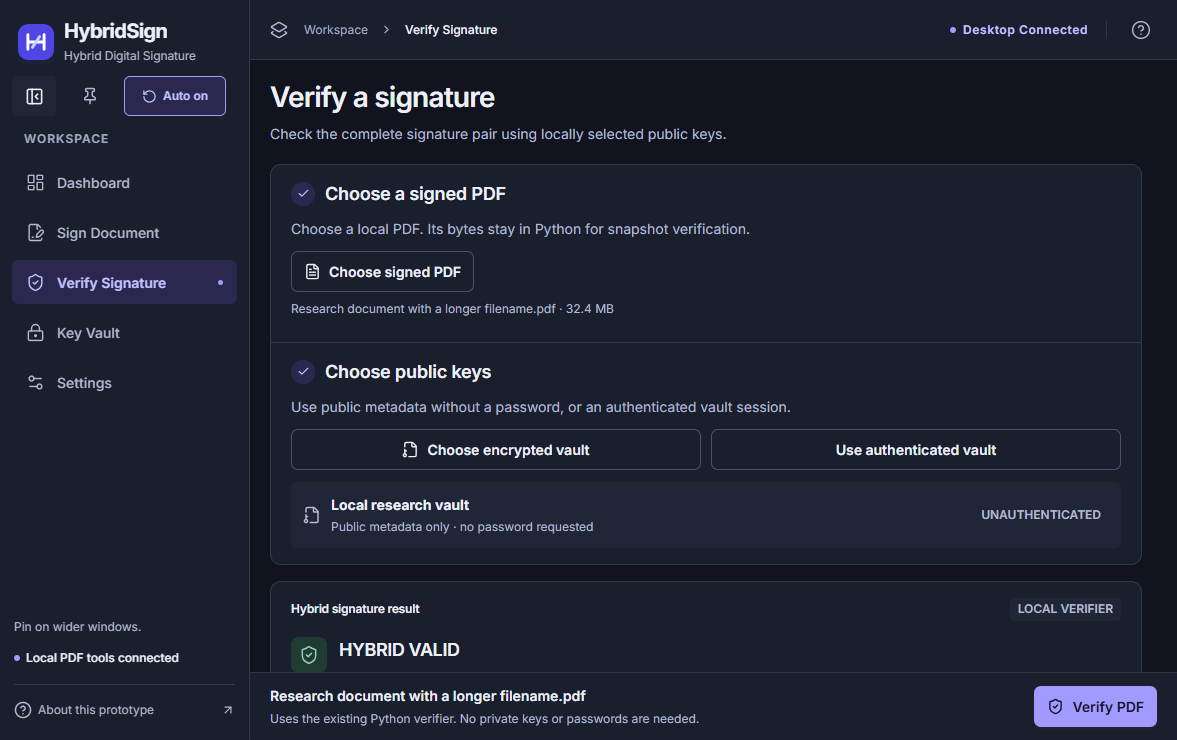 HybridSign
Hybrid Digital Signature
Auto on
WORKSPACE
Dashboard
Sign Document
Verify Signature
Key Vault
Settings
Pin on wider windows.
Local PDF tools connected
About this prototype
Workspace > Verify Signature
Desktop Connected
Verify a signature
Check the complete signature pair using locally selected public keys.
Choose a signed PDF
Choose a local PDF. Its bytes stay in Python for snapshot verification.
Choose signed PDF
Research document with a longer filename.pdf · 32.4 MB
Choose public keys
Use public metadata without a password, or an authenticated vault session.
Choose encrypted vault
Use authenticated vault
Local research vault
Public metadata only · no password requested
UNAUTHENTICATED
Hybrid signature result
LOCAL VERIFIER
HYBRID VALID
Research document with a longer filename.pdf
Uses the existing Python verifier. No private keys or passwords are needed.
Verify PDF